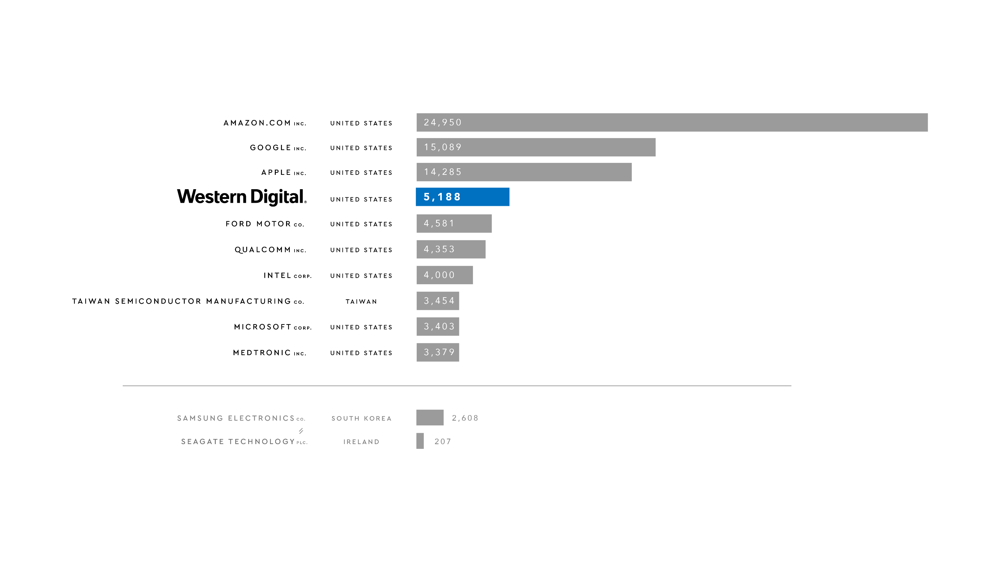 AMAZON.COM INC. UNITED STATES 24,950
GOOGLE INC. UNITED STATES 15,089
APPLE INC. UNITED STATES 14,285
Western Digital® UNITED STATES 5,188
FORD MOTOR CO. UNITED STATES 4,581
QUALCOMM INC. UNITED STATES 4,353
INTEL CORP. UNITED STATES 4,000
TAIWAN SEMICONDUCTOR MANUFACTURING CO. TAIWAN 3,454
MICROSOFT CORP. UNITED STATES 3,403
MEDTRONIC INC. UNITED STATES 3,379
SAMSUNG ELECTRONICS CO. SOUTH KOREA 2,608
SEAGATE TECHNOLOGY PLC. IRELAND 207